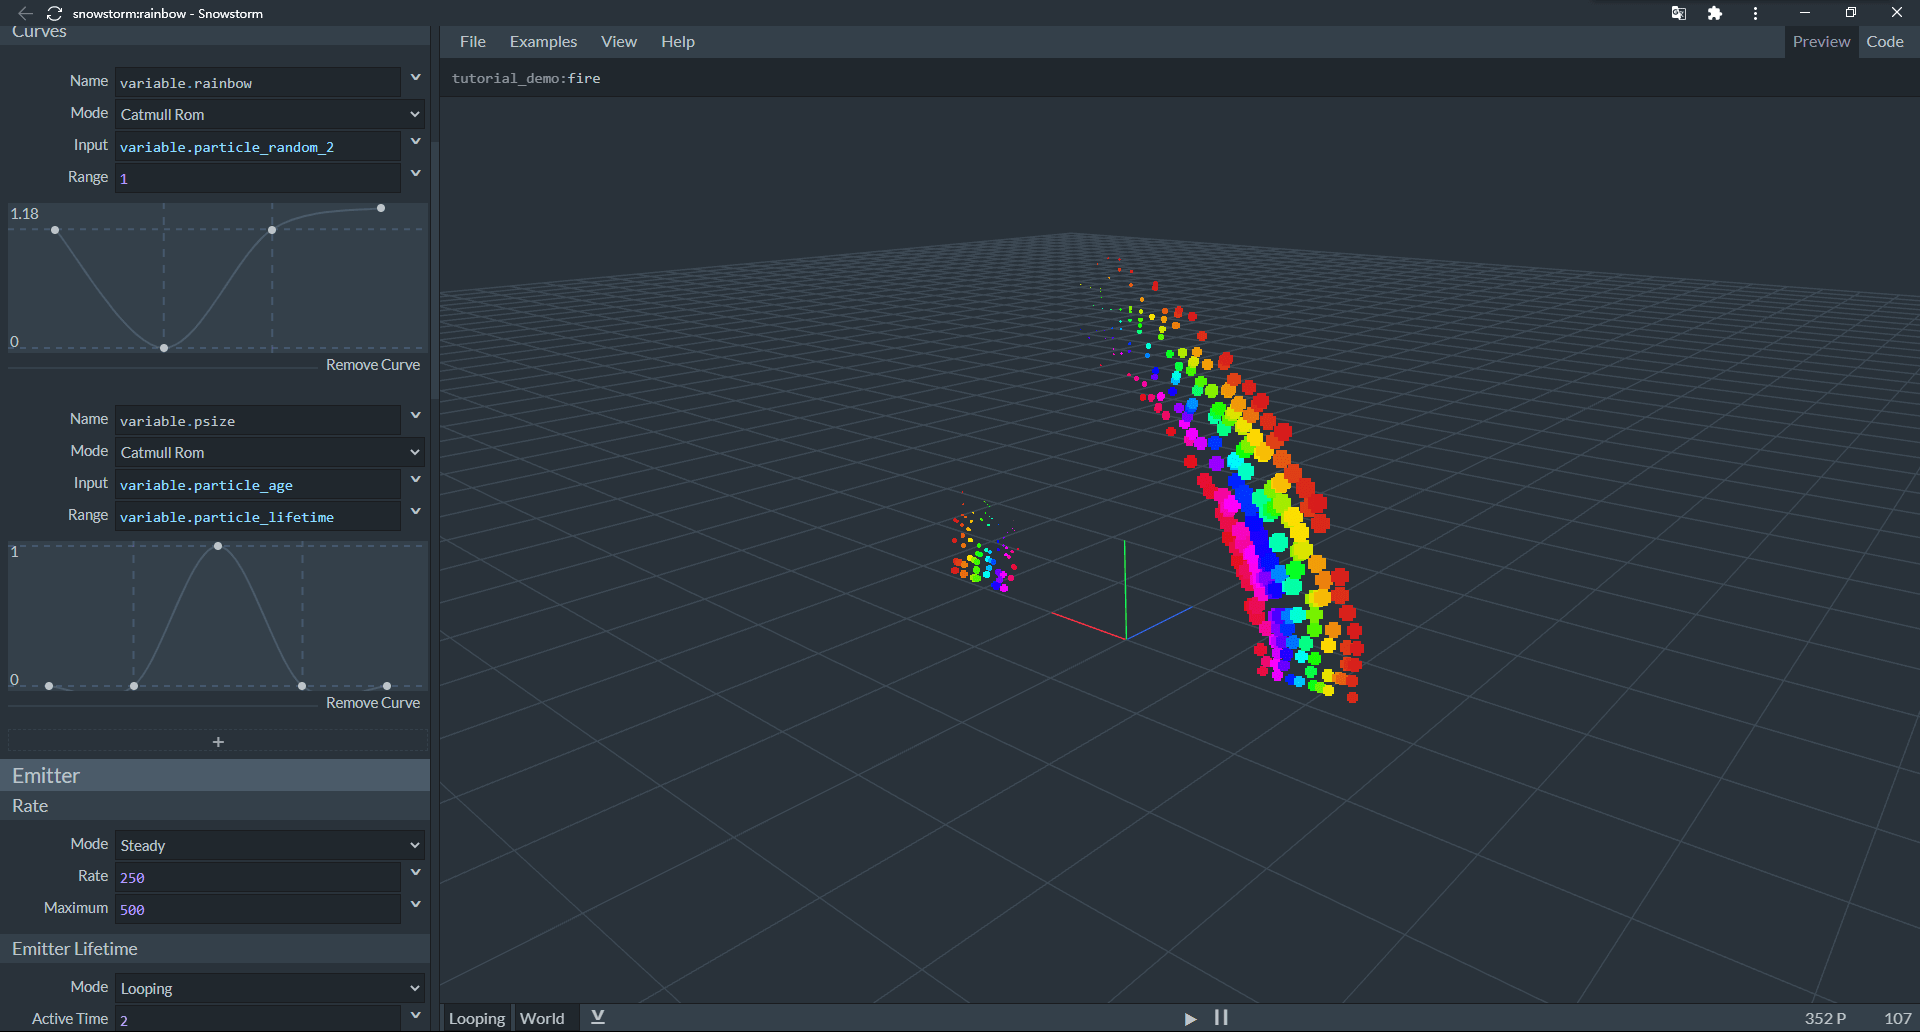 snowstorm:rainbow - Snowstorm
Curves
Name variable.rainbow
Mode Catmull Rom
Input variable.particle_random_2
Range 1
1.18
0
Remove Curve
Name variable.psize
Mode Catmull Rom
Input variable.particle_age
Range variable.particle_lifetime
1
0
Remove Curve
+
Emitter
Rate
Mode Steady
Rate 250
Maximum 500
Emitter Lifetime
Mode Looping
Active Time 2
File Examples View Help
Preview Code
tutorial_demo:fire
Looping World
352 P 107